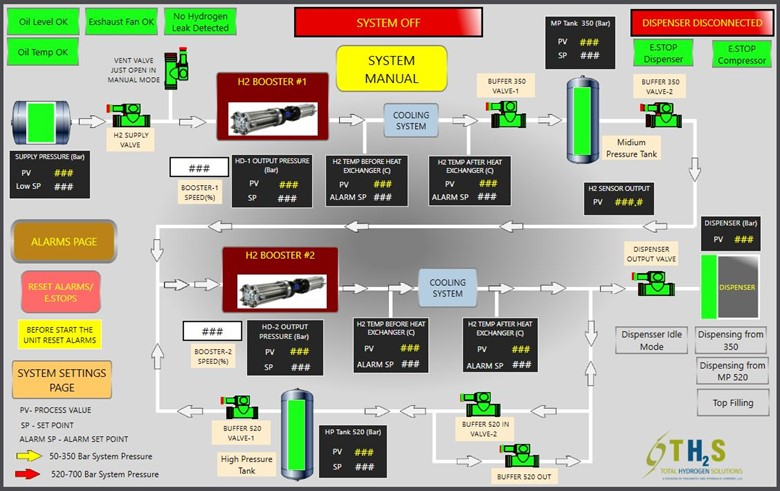 Oil Level OK
Exshaust Fan OK
No Hydrogen
Leak Detected
Oil Temp OK
SYSTEM OFF
DISPENSER DISCONNECTED
E.STOP
Dispenser
E.STOP
Compressor
VENT VALVE
JUST OPEN IN
MANUAL MODE
SYSTEM
MANUAL
MP Tank 350 (Bar)
PV ###
SP ###
H2 BOOSTER #1
COOLING
SYSTEM
BUFFER 350
VALVE-1
BUFFER 350
VALVE-2
H2 SUPPLY
VALVE
Midium
Pressure Tank
SUPPLY PRESSURE (Bar)
PV ###
Low SP ###
###
BOOSTER-1
SPEED(%)
HD-1 OUTPUT PRESSURE
(Bar)
PV ###
SP ###
H2 TEMP BEFORE HEAT
EXCHANGER (C)
PV ###
ALARM SP ###
H2 TEMP AFTER HEAT
EXCHANGER (C)
PV ###
ALARM SP ###
H2 SENSOR OUTPUT
PV ###.#
DISPENSER (Bar)
PV ###
ALARMS PAGE
H2 BOOSTER #2
COOLING
SYSTEM
DISPENSER
OUTPUT VALVE
DISPENSER
RESET ALARMS/
E.STOPS
BEFORE START THE
UNIT RESET ALARMS
###
BOOSTER-2
SPEED(%)
HD-2 OUTPUT
PRESSURE (Bar)
PV ###
SP ###
H2 TEMP BEFORE HEAT
EXCHANGER (C)
PV ###
ALARM SP ###
H2 TEMP AFTER HEAT
EXCHANGER (C)
PV ###
ALARM SP ###
Dispensser Idle
Mode
Dispensing from
350
Dispensing from
MP 520
Top Filling
SYSTEM SETTINGS
PAGE
PV- PROCESS VALUE
SP - SET POINT
ALARM SP - ALARM SET POINT
50-350 Bar System Pressure
520-700 Bar System Pressure
BUFFER 520
VALVE-1
High Pressure
Tank
HP Tank 520 (Bar)
PV ###
SP ###
BUFFER 520 IN
VALVE-2
BUFFER 520 OUT
TH2S
TOTAL HYDROGEN SOLUTIONS